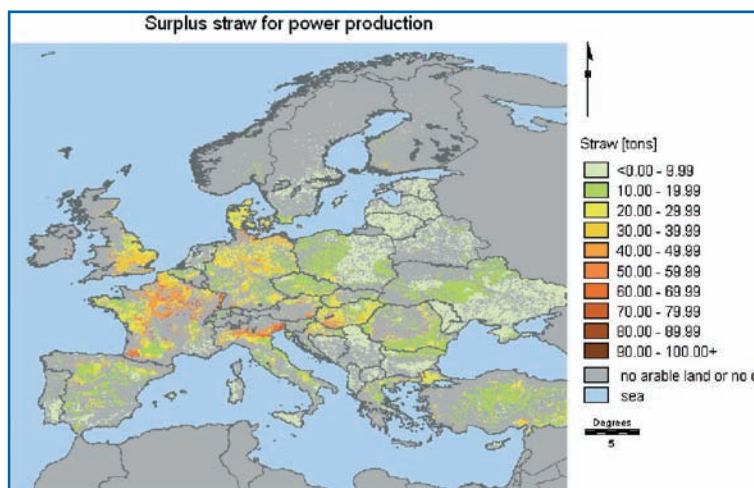 Surplus straw for power production
Straw [tons]
<0.00 - 9.99
10.00 - 19.99
20.00 - 29.99
30.00 - 39.99
40.00 - 49.99
50.00 - 59.99
60.00 - 69.99
70.00 - 79.99
80.00 - 89.99
90.00 - 100.00+
no arable land or no
sea
Degrees
5